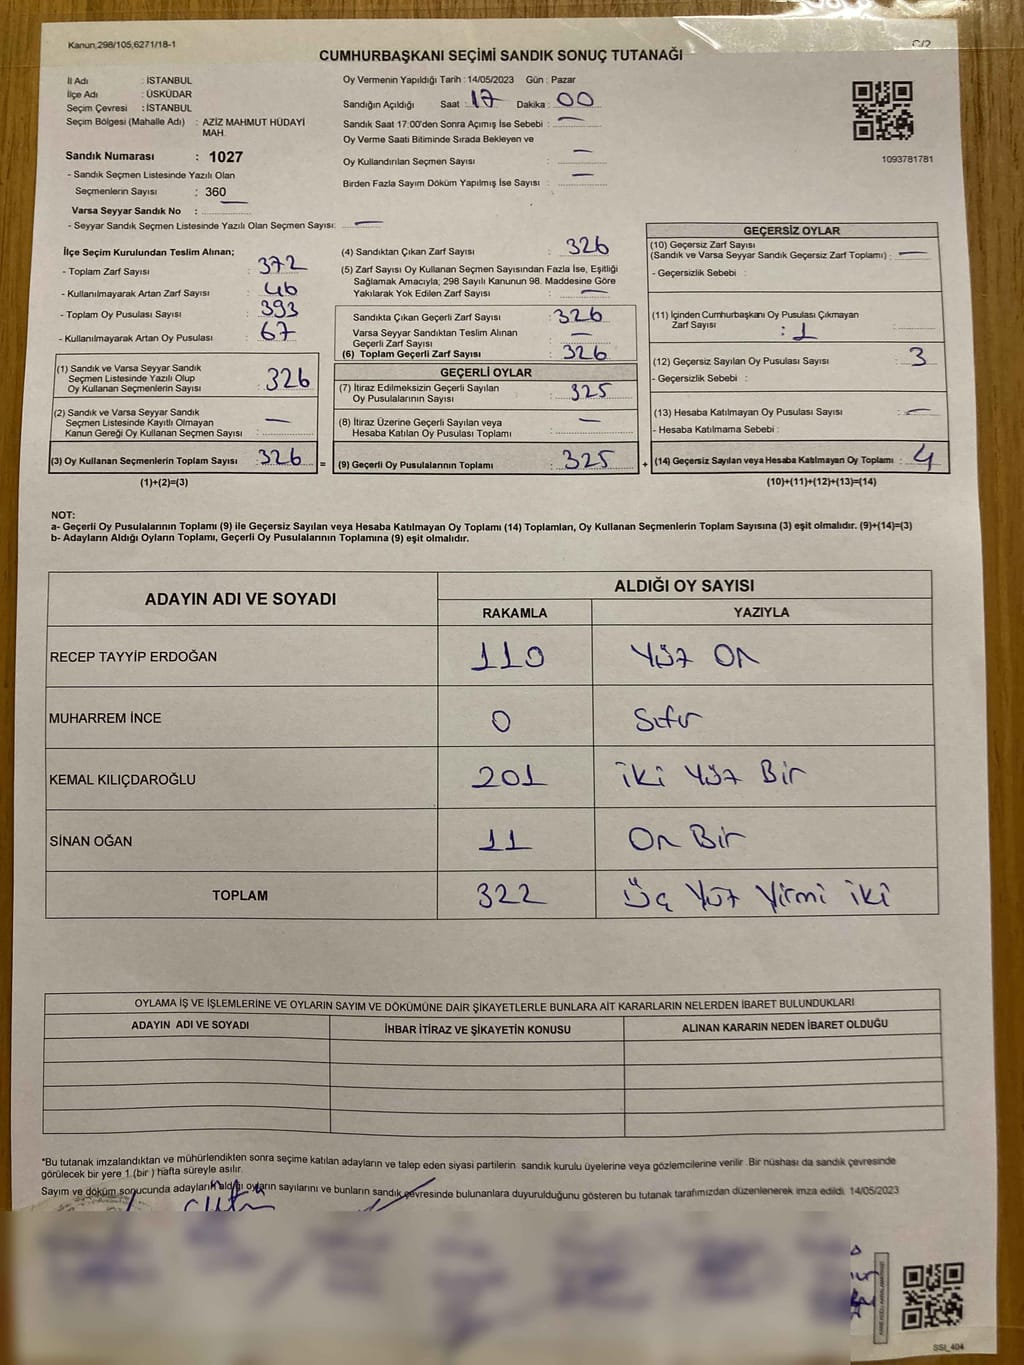 Kanun,298/105,6271/18-1
CUMHURBAŞKANI SEÇİMİ SANDIK SONUÇ TUTANAĞI
İl Adı : İSTANBUL
İlçe Adı : ÜSKÜDAR
Seçim Çevresi : İSTANBUL
Seçim Bölgesi (Mahalle Adı) : AZİZ MAHMUT HÜDAYİ
MAH.
Sandık Numarası : 1027
- Sandık Seçmen Listesinde Yazılı Olan
Seçmenlerin Sayısı : 360
Varsa Seyyar Sandık No :
- Seyyar Sandık Seçmen Listesinde Yazılı Olan Seçmen Sayısı: —
Oy Vermenin Yapıldığı Tarih : 14/05/2023 Gün : Pazar
Sandığın Açıldığı Saat : 17 Dakika : 00
Sandık Saat 17:00'den Sonra Açımış İse Sebebi : —
Oy Verme Saati Bitiminde Sırada Bekleyen ve
Oy Kullandırılan Seçmen Sayısı : —
Birden Fazla Sayım Döküm Yapılmış İse Sayısı : —
1093781781
İlçe Seçim Kurulundan Teslim Alınan;
- Toplam Zarf Sayısı : 372
- Kullanılmayarak Artan Zarf Sayısı : 46
- Toplam Oy Pusulası Sayısı : 393
- Kullanılmayarak Artan Oy Pusulası : 67
(1) Sandık ve Varsa Seyyar Sandık
Seçmen Listesinde Yazılı Olup
Oy Kullanan Seçmenlerin Sayısı : 326
(2) Sandık ve Varsa Seyyar Sandık
Seçmen Listesinde Kayıtlı Olmayan
Kanun Gereği Oy Kullanan Seçmen Sayısı : —
(3) Oy Kullanan Seçmenlerin Toplam Sayısı : 326 =
(1)+(2)=(3)
(4) Sandıktan Çıkan Zarf Sayısı : 326
(5) Zarf Sayısı Oy Kullanan Seçmen Sayısından Fazla İse, Eşitliği
Sağlamak Amacıyla; 298 Sayılı Kanunun 98. Maddesine Göre
Yakılarak Yok Edilen Zarf Sayısı : —
Sandıkta Çıkan Geçerli Zarf Sayısı : 326
Varsa Seyyar Sandıktan Teslim Alınan
Geçerli Zarf Sayısı : —
(6) Toplam Geçerli Zarf Sayısı : 326
GEÇERLİ OYLAR
(7) İtiraz Edilmeksizin Geçerli Sayılan
Oy Pusulalarının Sayısı : 325
(8) İtiraz Üzerine Geçerli Sayılan veya
Hesaba Katılan Oy Pusulası Toplamı : —
(9) Geçerli Oy Pusulalarının Toplamı : 325 +
GEÇERSİZ OYLAR
(10) Geçersiz Zarf Sayısı
(Sandık ve Varsa Seyyar Sandık Geçersiz Zarf Toplamı) : —
- Geçersizlik Sebebi :
(11) İçinden Cumhurbaşkanı Oy Pusulası Çıkmayan
Zarf Sayısı : 1
(12) Geçersiz Sayılan Oy Pusulası Sayısı : 3
- Geçersizlik Sebebi :
(13) Hesaba Katılmayan Oy Pusulası Sayısı : —
- Hesaba Katılmama Sebebi :
(14) Geçersiz Sayılan veya Hesaba Katılmayan Oy Toplamı : 4
(10)+(11)+(12)+(13)=(14)
NOT:
a- Geçerli Oy Pusulalarının Toplamı (9) ile Geçersiz Sayılan veya Hesaba Katılmayan Oy Toplamı (14) Toplamları, Oy Kullanan Seçmenlerin Toplam Sayısına (3) eşit olmalıdır. (9)+(14)=(3)
b- Adayların Aldığı Oyların Toplamı, Geçerli Oy Pusulalarının Toplamına (9) eşit olmalıdır.
ADAYIN ADI VE SOYADI ALDIĞI OY SAYISI
RAKAMLA YAZIYLA
RECEP TAYYİP ERDOĞAN 110 Yüz On
MUHARREM İNCE 0 Sıfır
KEMAL KILIÇDAROĞLU 201 İki Yüz Bir
SİNAN OĞAN 11 On Bir
TOPLAM 322 Üç Yüz Yirmi İki
OYLAMA İŞ VE İŞLEMLERİNE VE OYLARIN SAYIM VE DÖKÜMÜNE DAİR ŞİKAYETLERLE BUNLARA AİT KARARLARIN NELERDEN İBARET BULUNDUKLARI
ADAYIN ADI VE SOYADI İHBAR İTİRAZ VE ŞİKAYETİN KONUSU ALINAN KARARIN NEDEN İBARET OLDUĞU
*Bu tutanak imzalandıktan ve mühürlendikten sonra seçime katılan adayların ve talep eden siyasi partilerin sandık kurulu üyelerine veya gözlemcilerine verilir. Bir nüshası da sandık çevresinde
görülecek bir yere 1 (bir ) hafta süreyle asılır.
Sayım ve döküm sonucunda adayların aldığı oyların sayılarını ve bunların sandık çevresinde bulunanlara duyurulduğunu gösteren bu tutanak tarafımızdan düzenlenerek imza edildi. 14/05/2023
SSİ_404